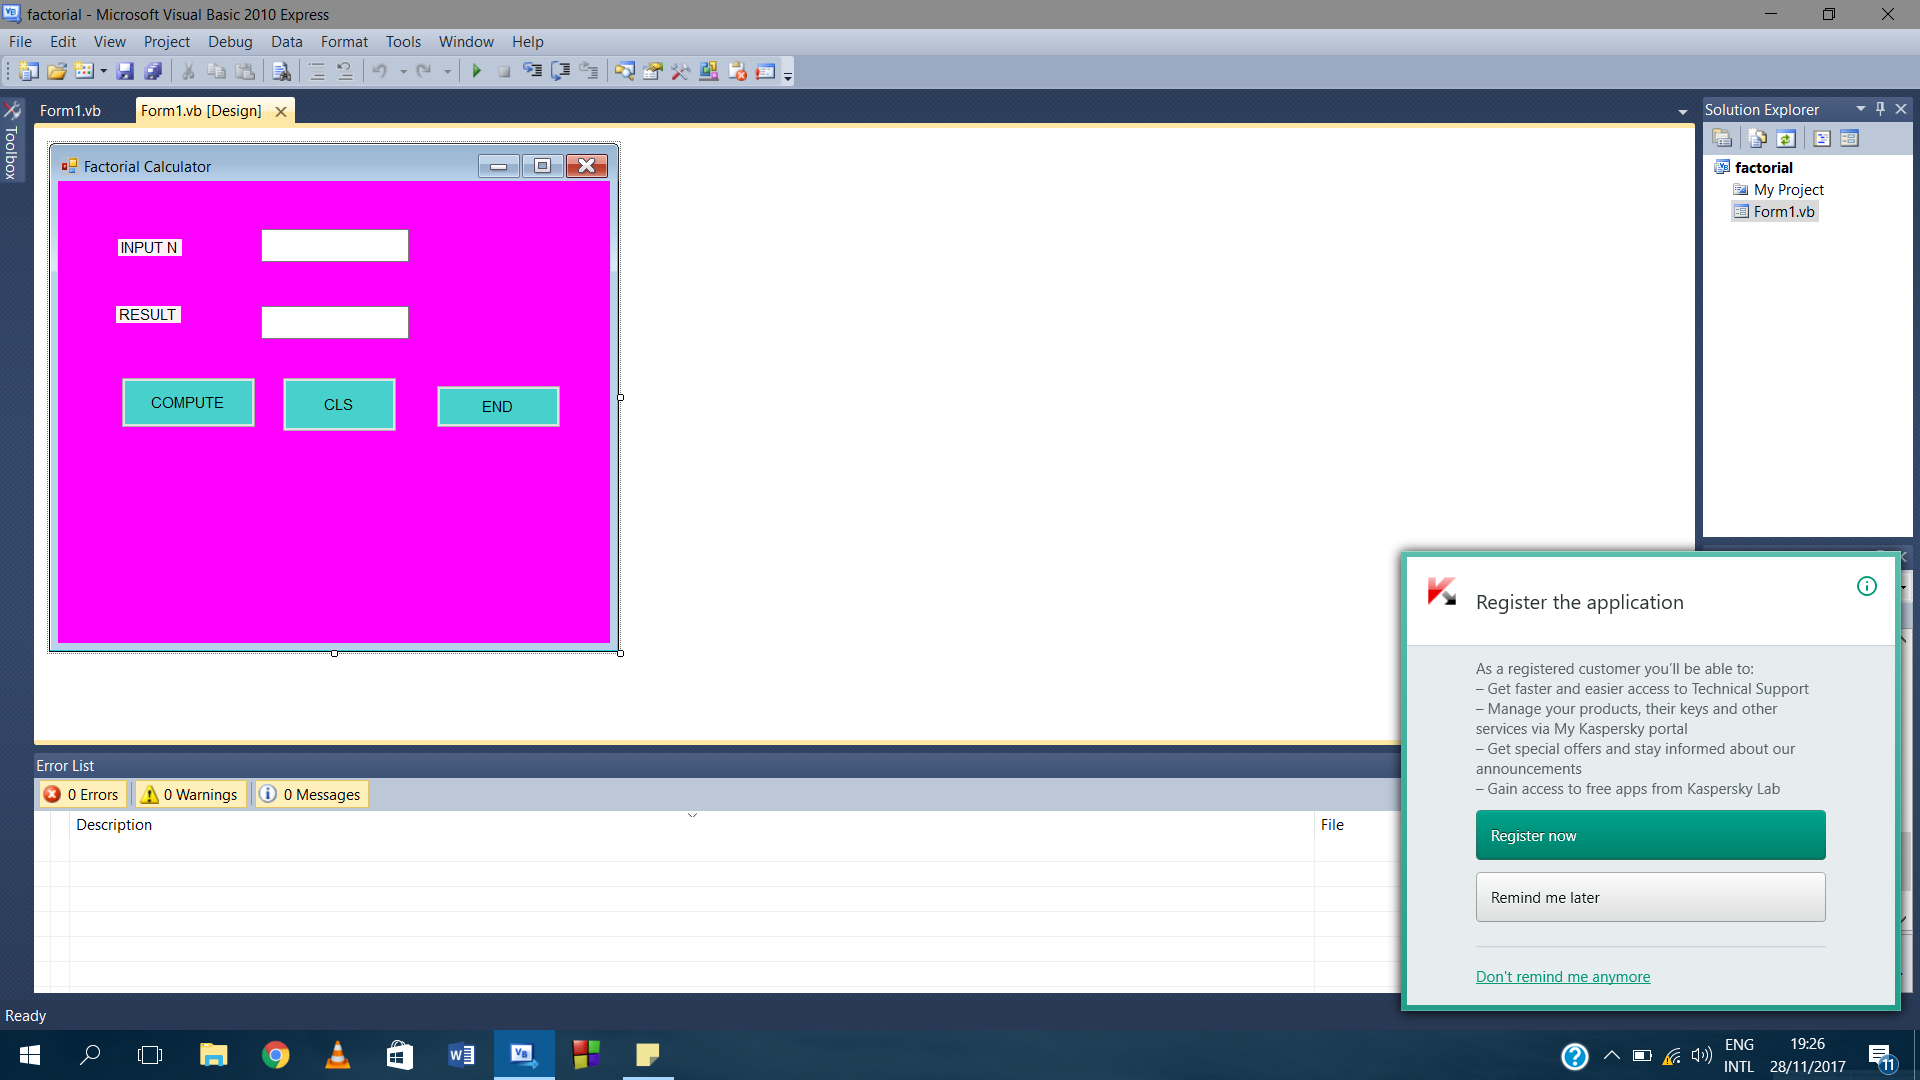 factorial - Microsoft Visual Basic 2010 Express
File Edit View Project Debug Data Format Tools Window Help
Toolbox
Form1.vb
Form1.vb [Design]
Factorial Calculator
INPUT N
RESULT
COMPUTE CLS END
Solution Explorer
factorial
My Project
Form1.vb
Error List
0 Errors 0 Warnings 0 Messages
Description File
Register the application
As a registered customer you'll be able to:
– Get faster and easier access to Technical Support
– Manage your products, their keys and other
services via My Kaspersky portal
– Get special offers and stay informed about our
announcements
– Gain access to free apps from Kaspersky Lab
Register now
Remind me later
Don't remind me anymore
Ready
ENG
INTL
19:26
28/11/2017
11